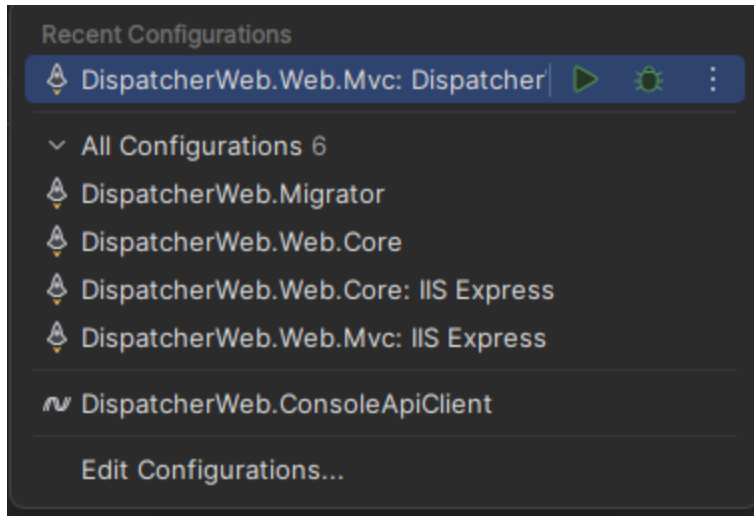 Recent Configurations
DispatcherWeb.Web.Mvc: Dispatcher
All Configurations 6
DispatcherWeb.Migrator
DispatcherWeb.Web.Core
DispatcherWeb.Web.Core: IIS Express
DispatcherWeb.Web.Mvc: IIS Express
DispatcherWeb.ConsoleApiClient
Edit Configurations...